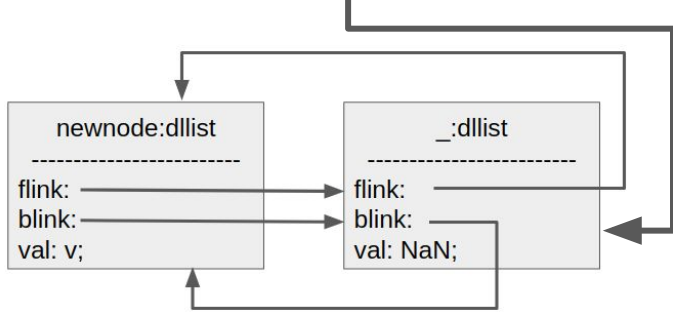 newnode:dllist
--------------------------
flink:
blink:
val: v;
_:dllist
--------------------------
flink:
blink:
val: NaN;